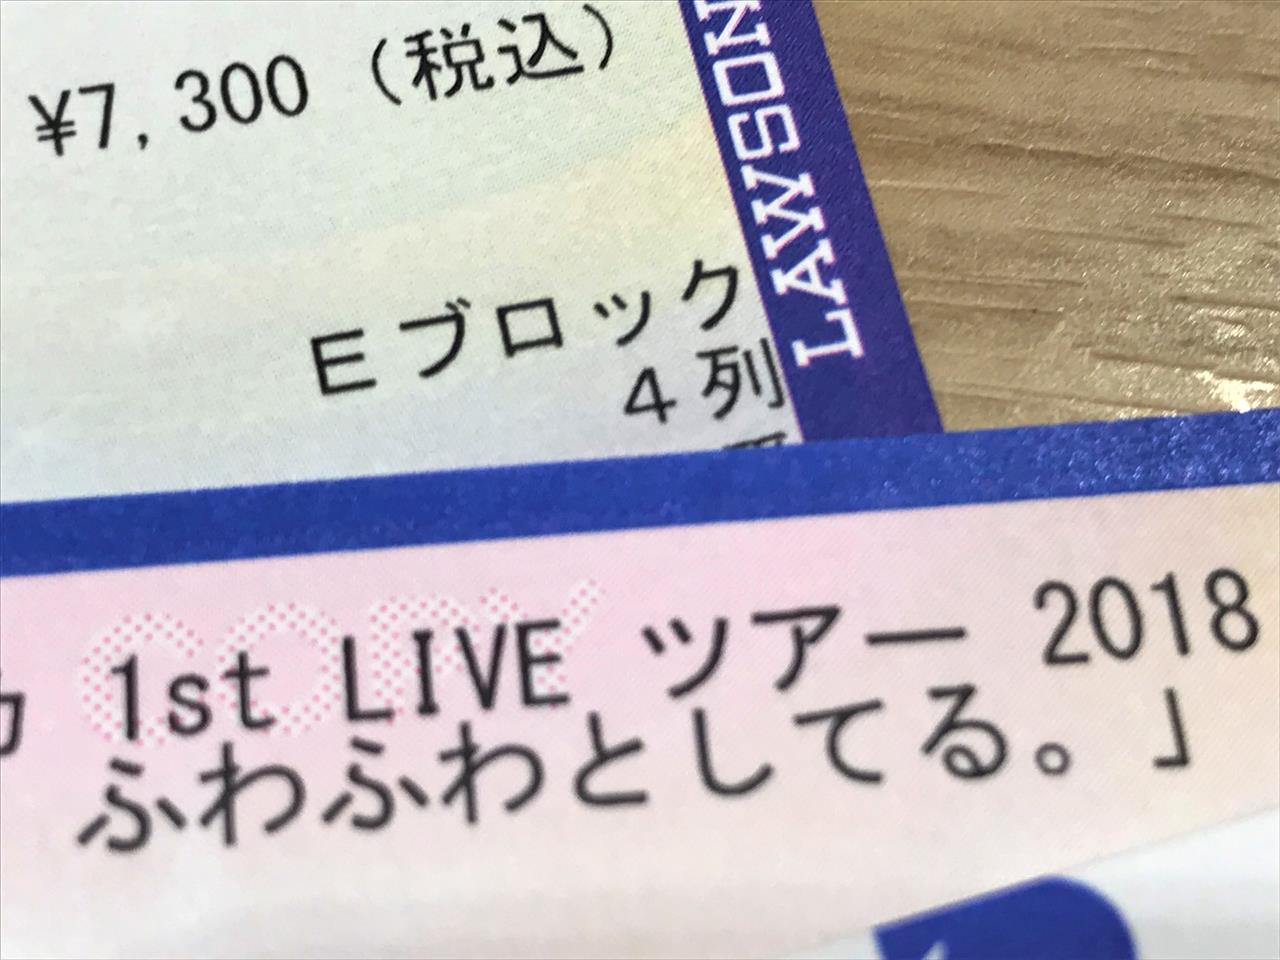 ¥7,300 (税込)
LAWSON
Eブロック
4列
COPY
1st LIVE ツアー 2018
ふわふわとしてる。」